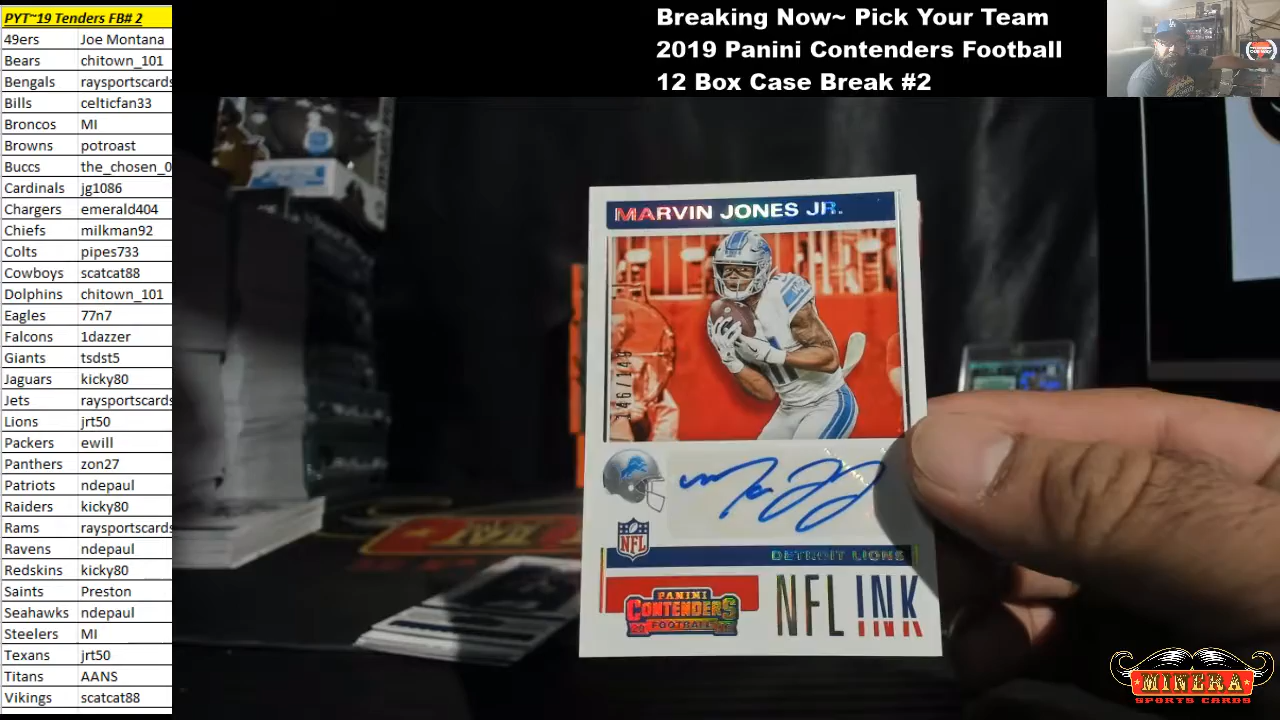 PYT~19 Tenders FB# 2
49ers Joe Montana
Bears chitown_101
Bengals raysportscards
Bills celticfan33
Broncos MI
Browns potroast
Buccs the_chosen_0
Cardinals jg1086
Chargers emerald404
Chiefs milkman92
Colts pipes733
Cowboys scatcat88
Dolphins chitown_101
Eagles 77n7
Falcons 1dazzer
Giants tsdst5
Jaguars kicky80
Jets raysportscards
Lions jrt50
Packers ewill
Panthers zon27
Patriots ndepaul
Raiders kicky80
Rams raysportscards
Ravens ndepaul
Redskins kicky80
Saints Preston
Seahawks ndepaul
Steelers MI
Texans jrt50
Titans AANS
Vikings scatcat88
Breaking Now~ Pick Your Team
2019 Panini Contenders Football
12 Box Case Break #2
MARVIN JONES JR.
146/149
NFL
DETROIT LIONS
PANINI
CONTENDERS
FOOTBALL
NFL INK
MINERA
SPORTS CARDS